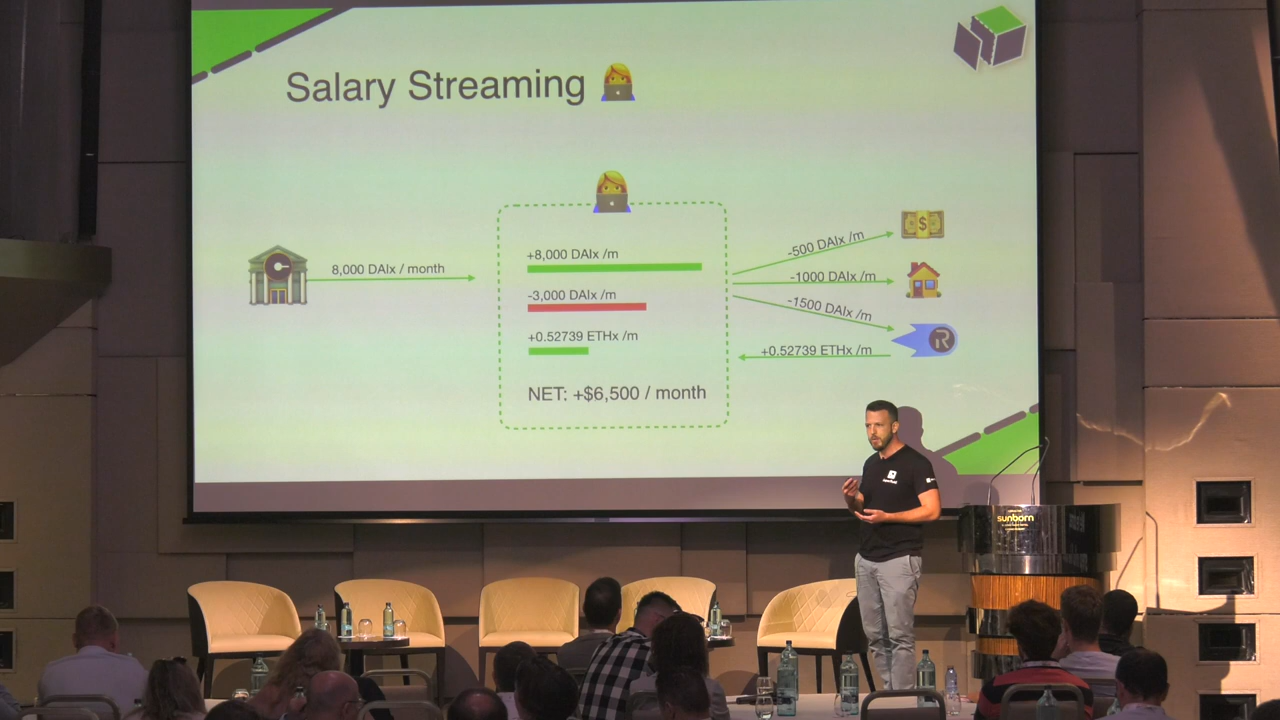 Salary Streaming
8,000 DAIx / month
+8,000 DAIx /m
-3,000 DAIx /m
+0.52739 ETHx /m
NET: +$6,500 / month
-500 DAIx /m
-1000 DAIx /m
-1500 DAIx /m
+0.52739 ETHx /m
sunborn